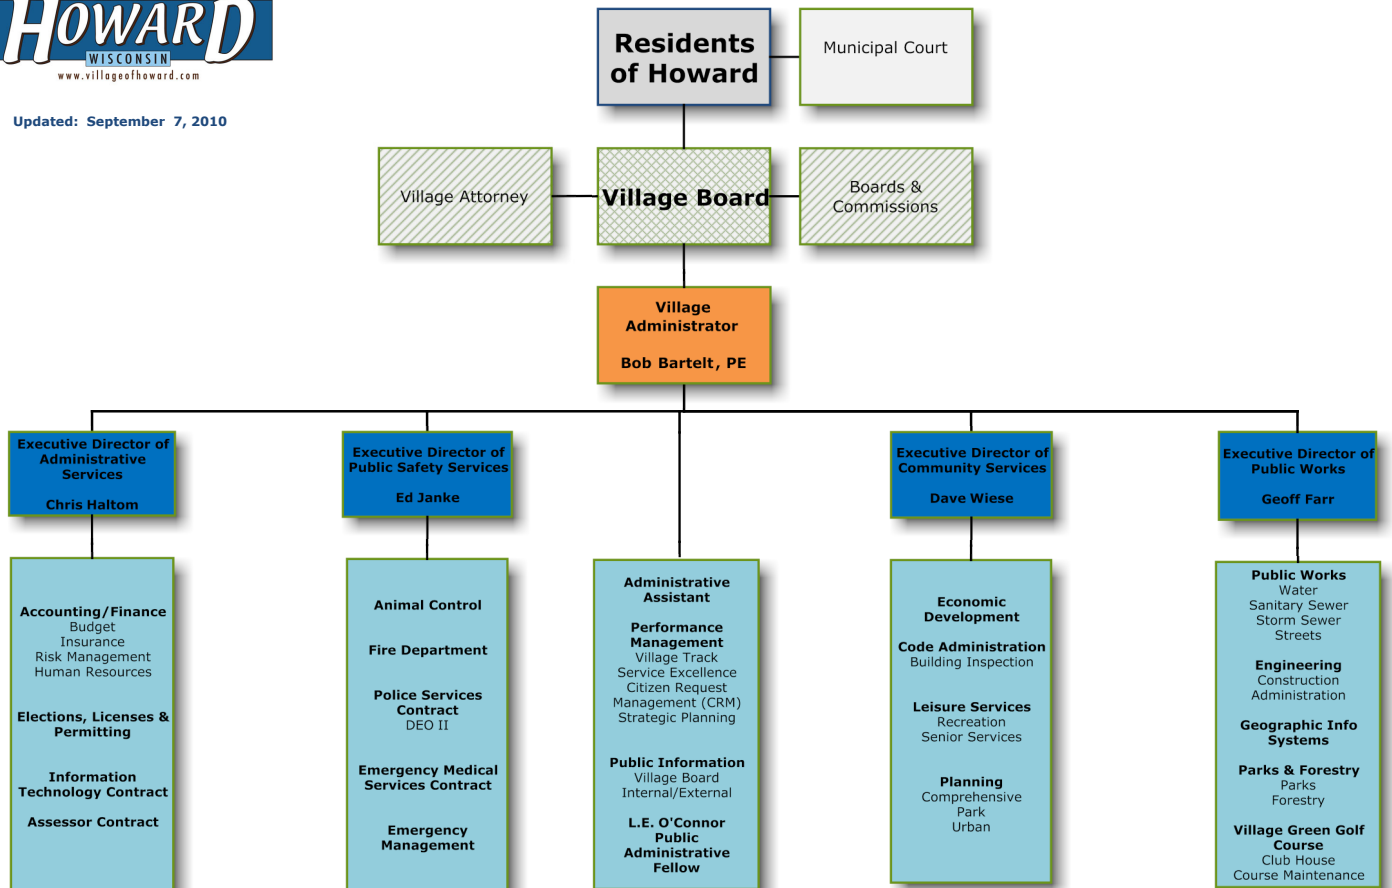 HOWARD
WISCONSIN
www.villageofhoward.com
Updated: September 7, 2010
Residents
of Howard
Municipal Court
Village Attorney
Village Board
Boards &
Commissions
Village
Administrator
Bob Bartelt, PE
Executive Director of
Administrative
Services
Chris Haltom
Executive Director of
Public Safety Services
Ed Janke
Executive Director of
Community Services
Dave Wiese
Executive Director of
Public Works
Geoff Farr
Accounting/Finance
Budget
Insurance
Risk Management
Human Resources
Elections, Licenses &
Permitting
Information
Technology Contract
Assessor Contract
Animal Control
Fire Department
Police Services
Contract
DEO II
Emergency Medical
Services Contract
Emergency
Management
Administrative
Assistant
Performance
Management
Village Track
Service Excellence
Citizen Request
Management (CRM)
Strategic Planning
Public Information
Village Board
Internal/External
L.E. O'Connor
Public
Administrative
Fellow
Economic
Development
Code Administration
Building Inspection
Leisure Services
Recreation
Senior Services
Planning
Comprehensive
Park
Urban
Public Works
Water
Sanitary Sewer
Storm Sewer
Streets
Engineering
Construction
Administration
Geographic Info
Systems
Parks & Forestry
Parks
Forestry
Village Green Golf
Course
Club House
Course Maintenance